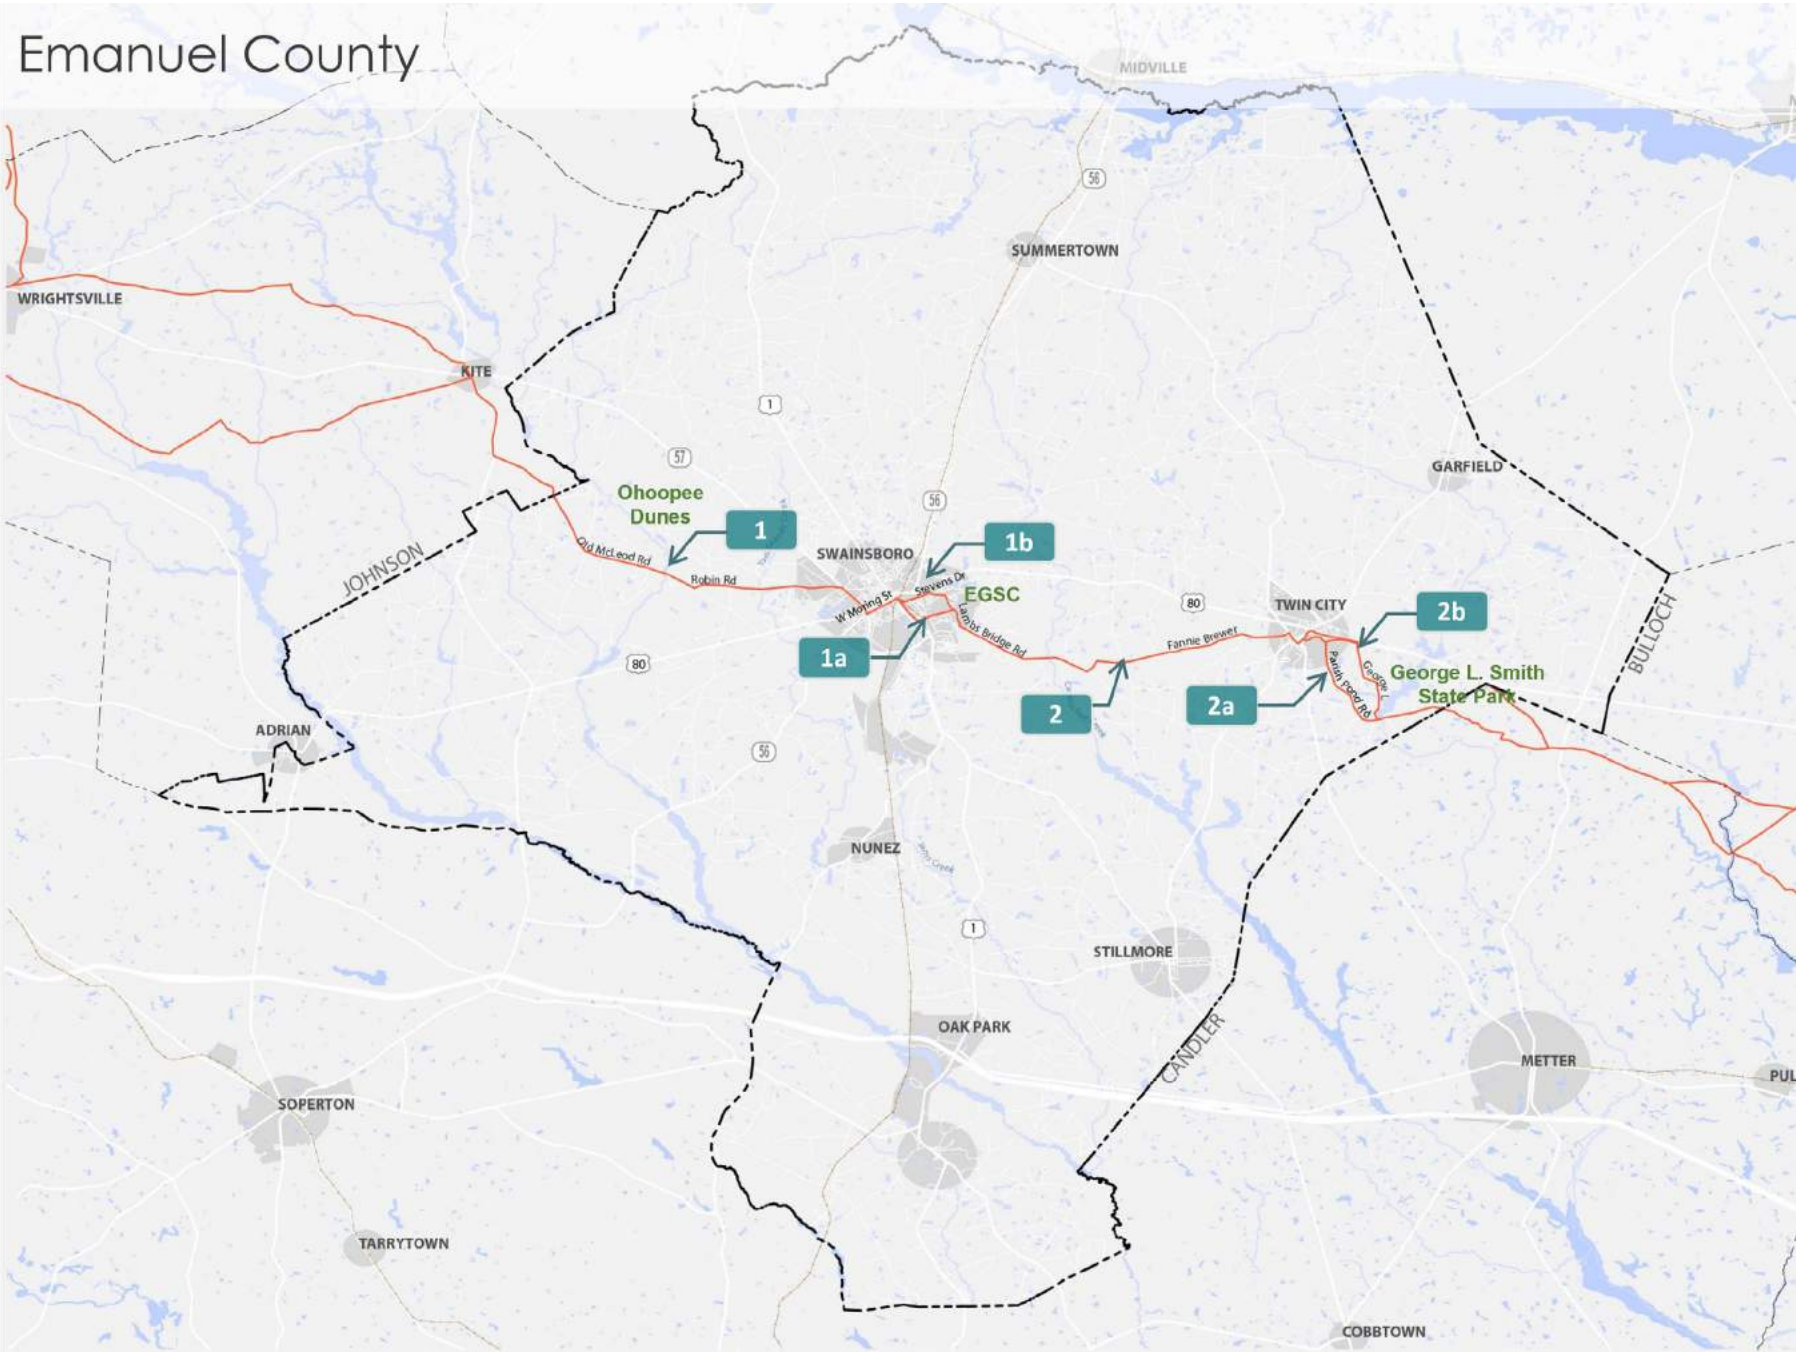 Emanuel County
MIDVILLE
56
SUMMERTOWN
WRIGHTSVILLE
KITE
1
57
GARFIELD
Ohoopee
Dunes
56
1
1b
SWAINSBORO
Old McLeod Rd
Robin Rd
JOHNSON
W Moring St
Stevens Dr
EGSC
80
TWIN CITY
2b
BULLOCH
Lambs Bridge Rd
Fannie Brewer
1a
80
Parish Pond Rd
George L
George L. Smith
State Park
2
2a
ADRIAN
56
NUNEZ
1
STILLMORE
OAK PARK
CANDLER
METTER
PUL
SOPERTON
TARRYTOWN
COBBTOWN